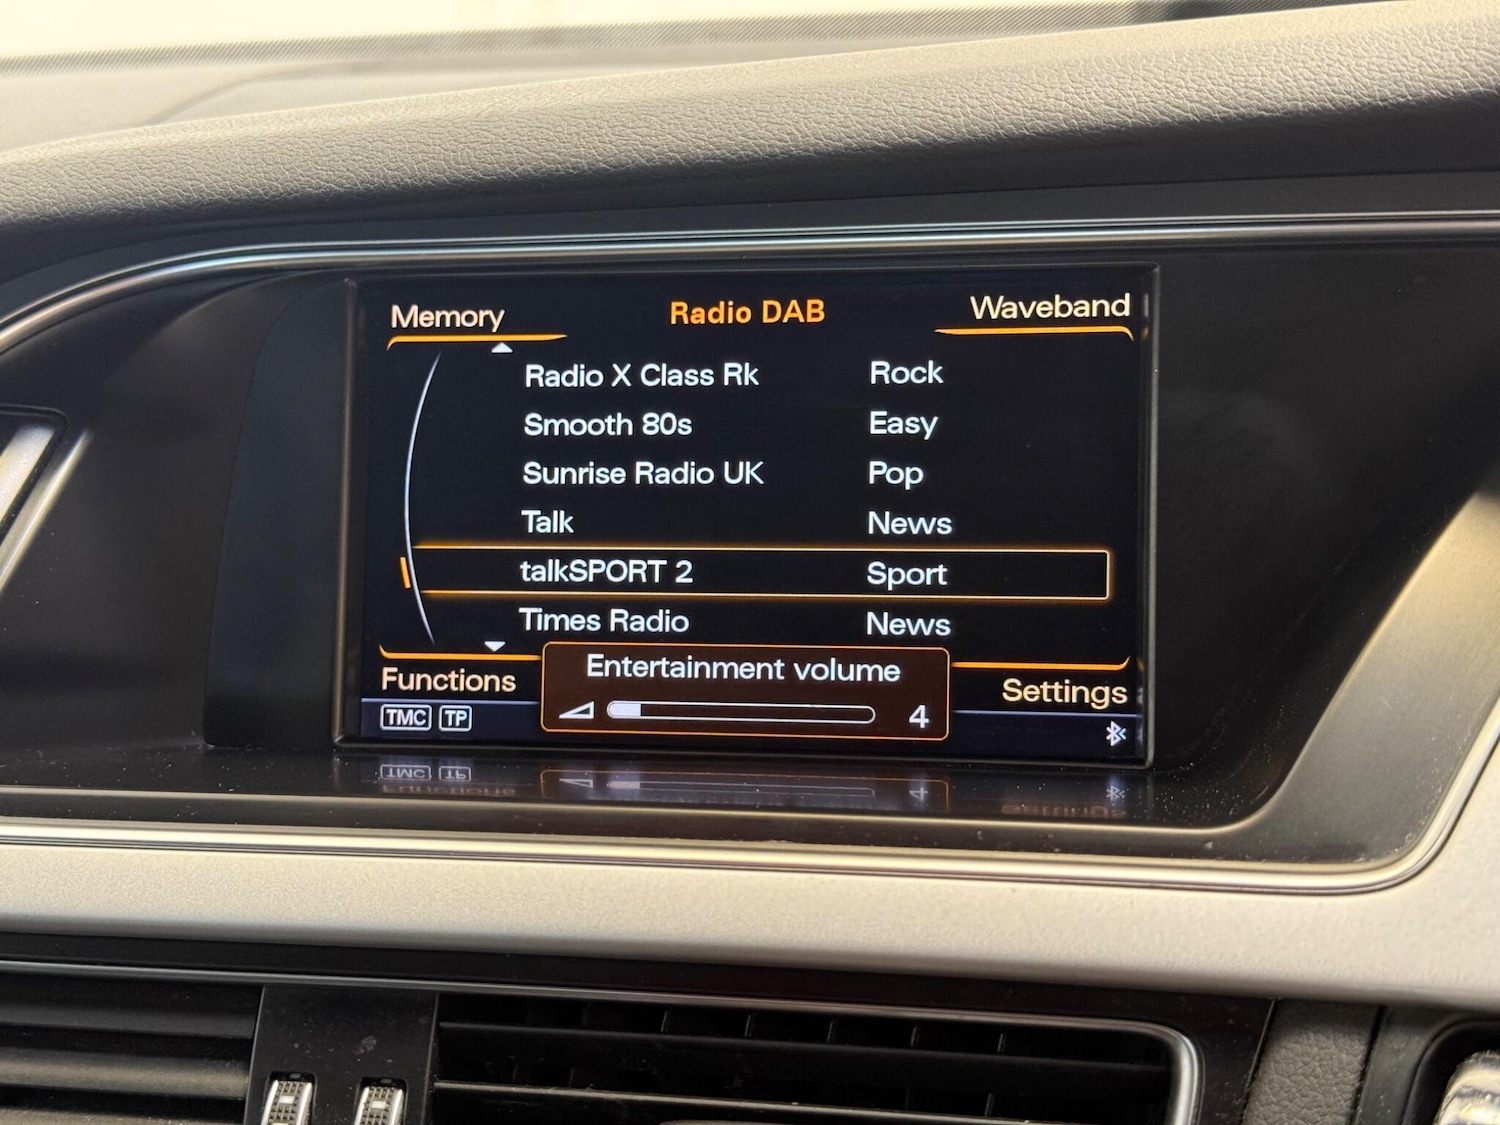 Memory Radio DAB Waveband
Radio X Class Rk Rock
Smooth 80s Easy
Sunrise Radio UK Pop
Talk News
talkSPORT 2 Sport
Times Radio News
Entertainment volume
4
Functions Settings
TMC TP